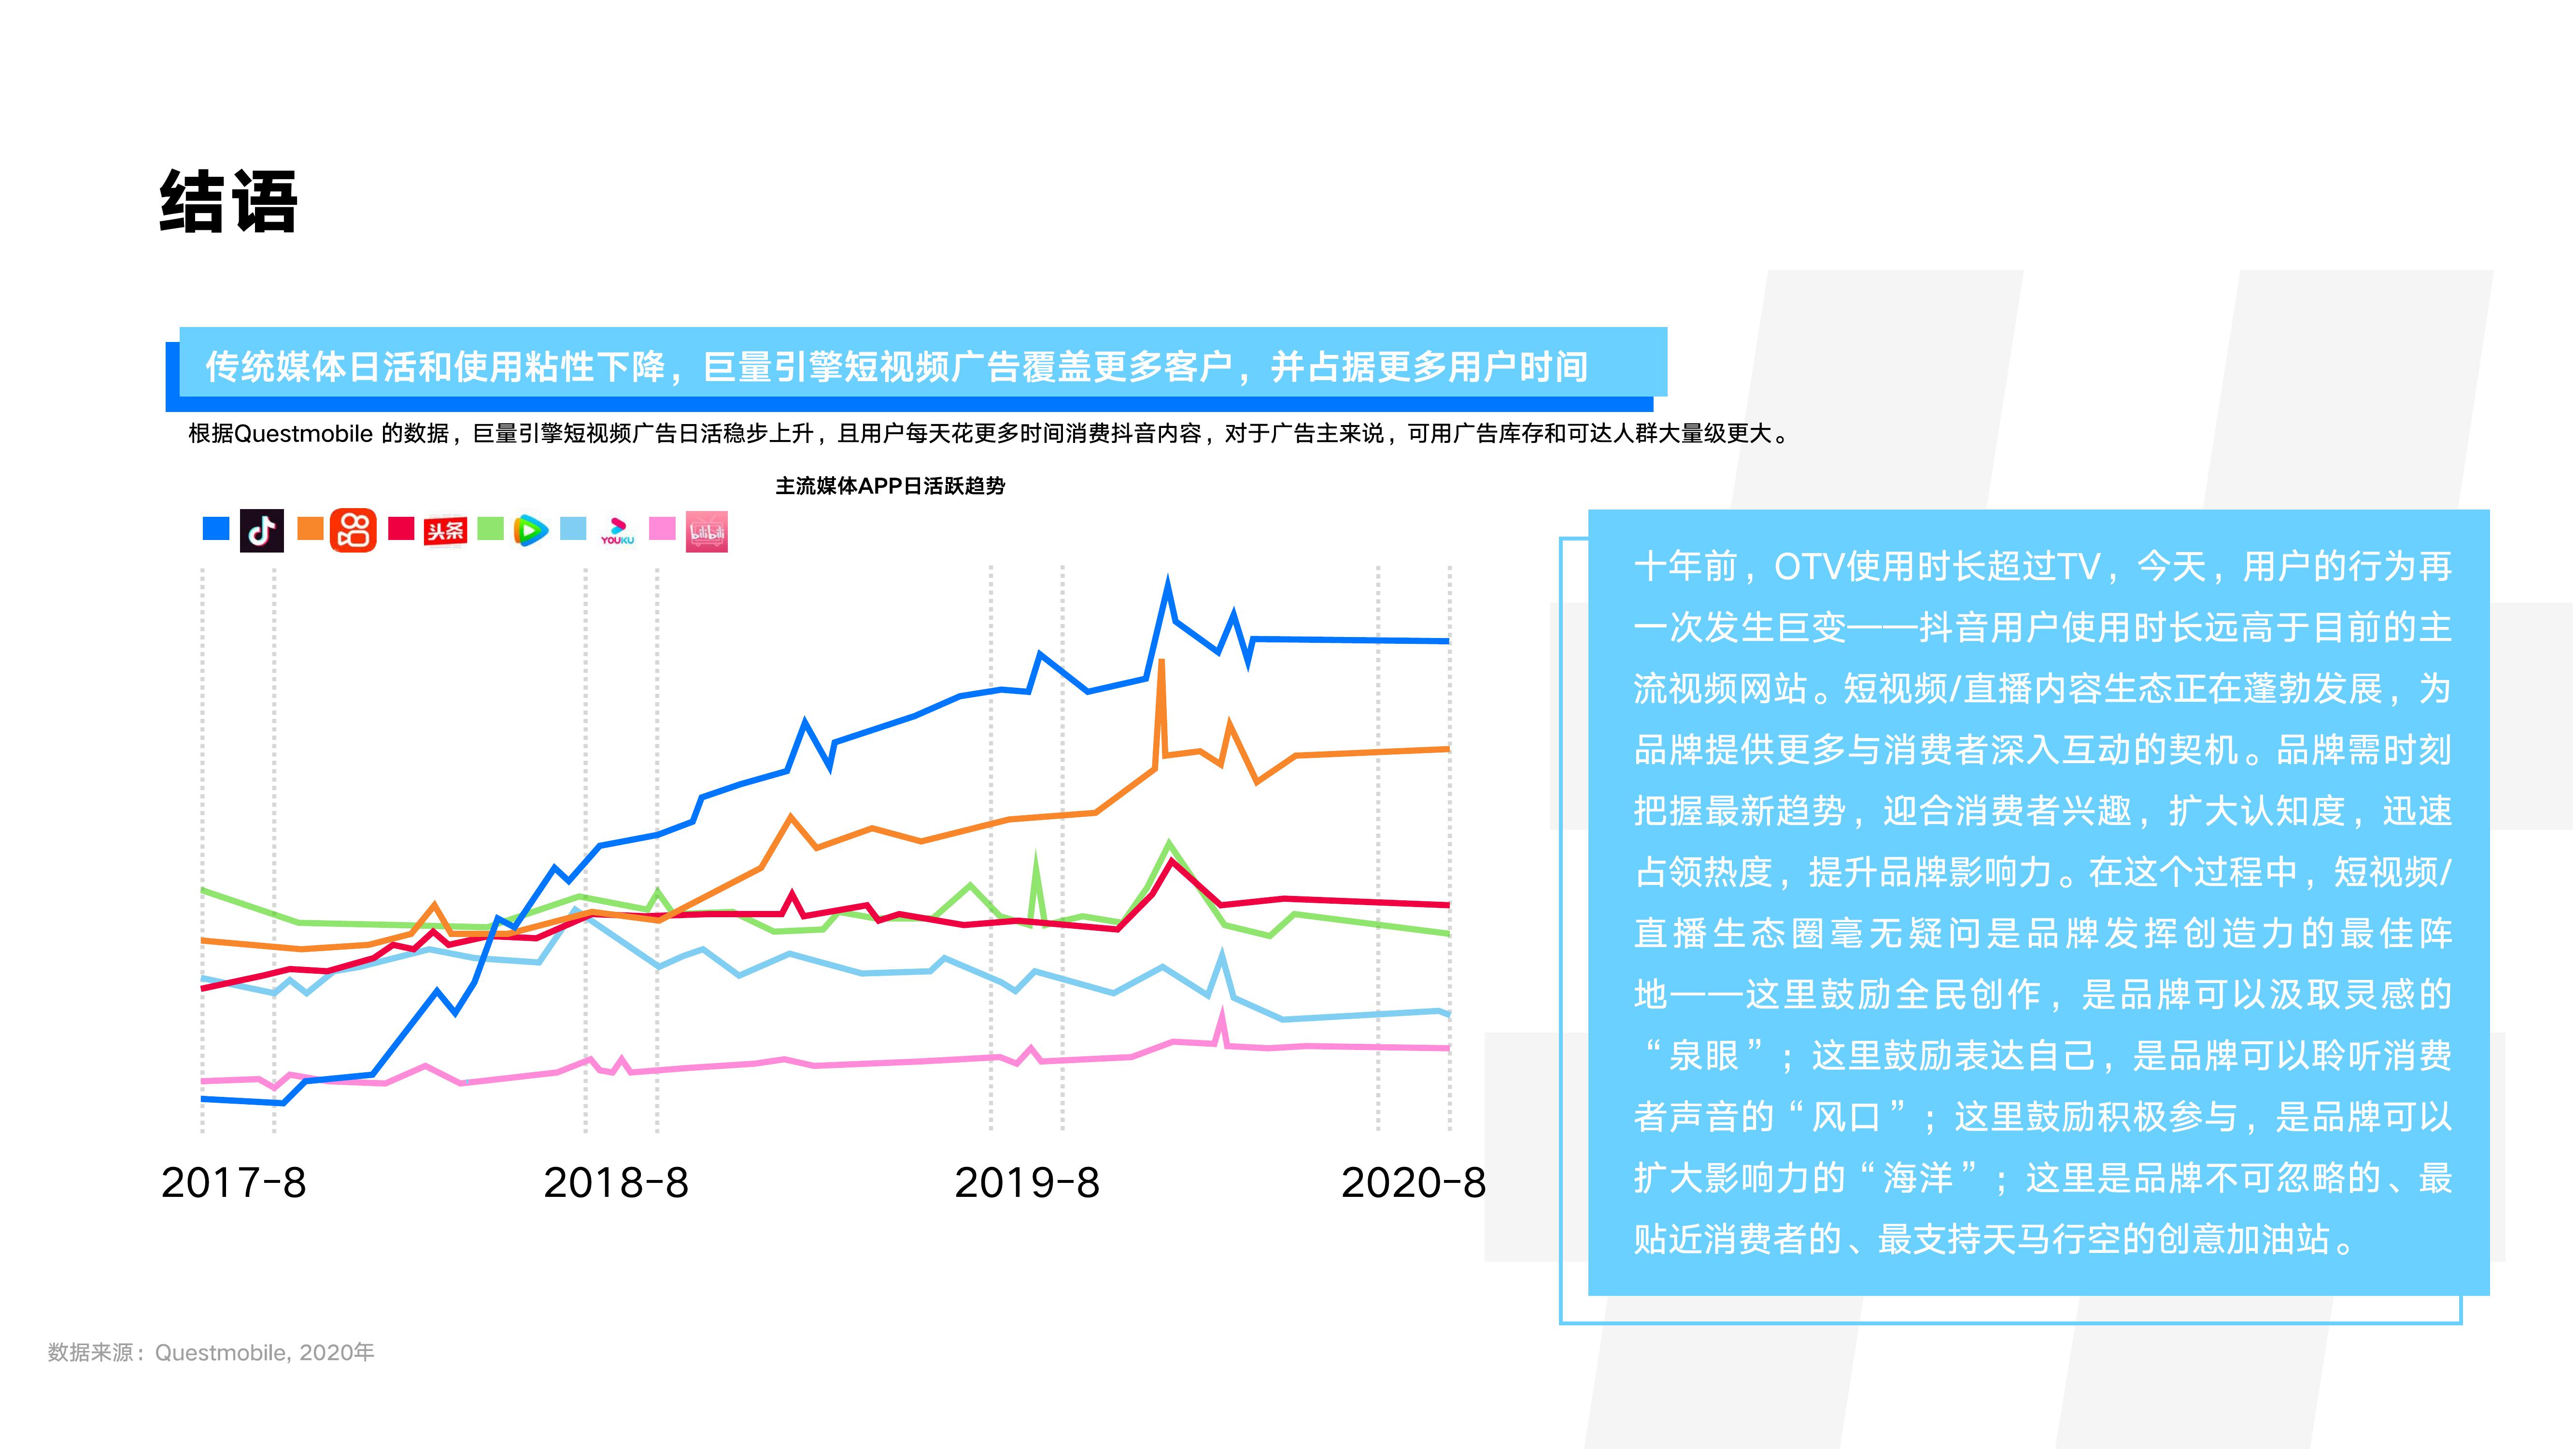 结语
传统媒体日活和使用粘性下降，巨量引擎短视频广告覆盖更多客户，并占据更多用户时间
根据Questmobile 的数据，巨量引擎短视频广告日活稳步上升，且用户每天花更多时间消费抖音内容，对于广告主来说，可用广告库存和可达人群大量级更大。
主流媒体APP日活跃趋势
头条
YOUKU
bilibili
2017-8
2018-8
2019-8
2020-8
十年前，OTV使用时长超过TV，今天，用户的行为再
一次发生巨变——抖音用户使用时长远高于目前的主
流视频网站。短视频/直播内容生态正在蓬勃发展，为
品牌提供更多与消费者深入互动的契机。品牌需时刻
把握最新趋势，迎合消费者兴趣，扩大认知度，迅速
占领热度，提升品牌影响力。在这个过程中，短视频/
直播生态圈毫无疑问是品牌发挥创造力的最佳阵
地——这里鼓励全民创作，是品牌可以汲取灵感的
“泉眼”；这里鼓励表达自己，是品牌可以聆听消费
者声音的“风口”；这里鼓励积极参与，是品牌可以
扩大影响力的“海洋”；这里是品牌不可忽略的、最
贴近消费者的、最支持天马行空的创意加油站。
数据来源：Questmobile, 2020年